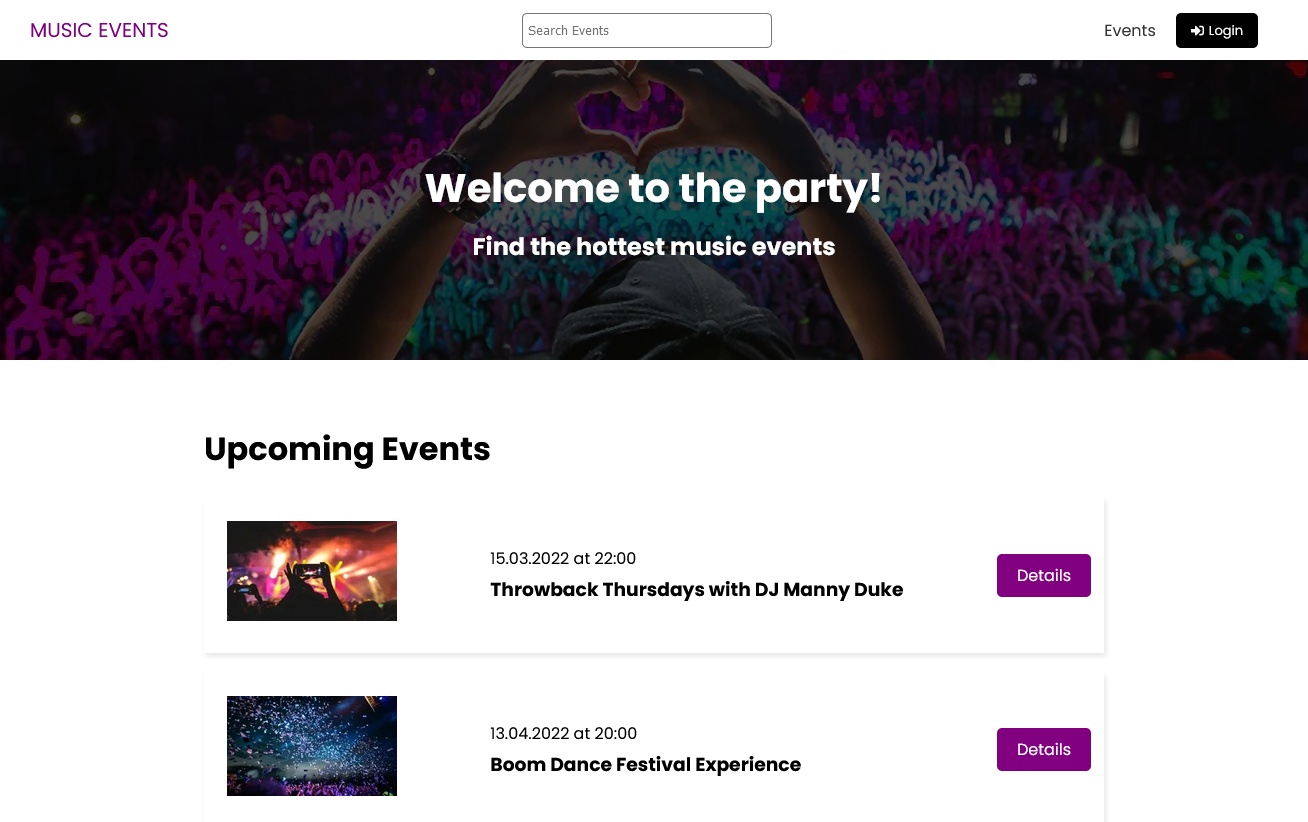 MUSIC EVENTS
Search Events
Events
Login
Welcome to the party!
Find the hottest music events
Upcoming Events
15.03.2022 at 22:00
Throwback Thursdays with DJ Manny Duke
Details
13.04.2022 at 20:00
Boom Dance Festival Experience
Details